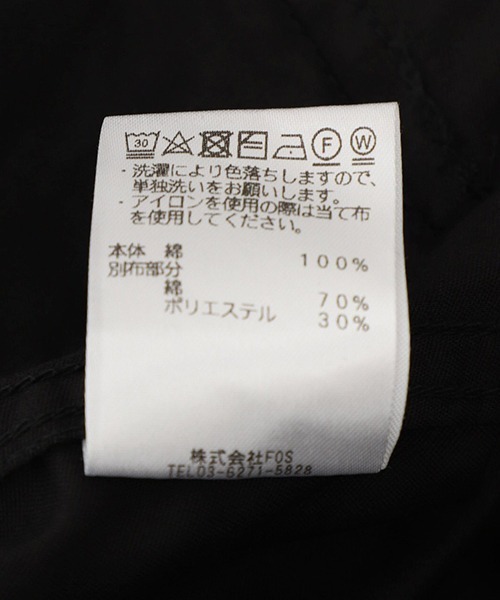 30 F W
・洗濯により色落ちしますので、
単独洗いをお願いします。
・アイロンを使用の際は当て布
を使用してください。
本体 綿 100%
別布部分
綿 70%
ポリエステル 30%
株式会社FOS
TEL03-6271-5828